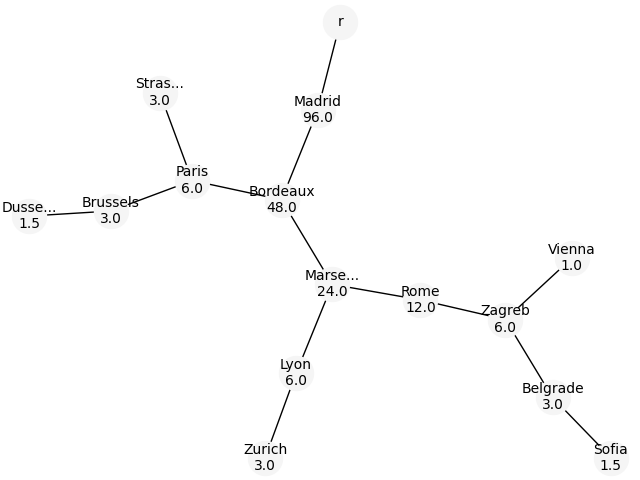 r
Stras...
3.0
Madrid
96.0
Paris
6.0
Bordeaux
48.0
Brussels
3.0
Dusse...
1.5
Vienna
1.0
Marse...
24.0
Rome
12.0
Zagreb
6.0
Lyon
6.0
Belgrade
3.0
Zurich
3.0
Sofia
1.5